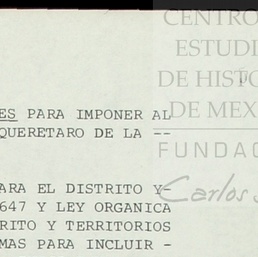 CENTRO
ESTUDI
DE HISTO
DE MEX
FUNDAC
Carlos S
ES PARA IMPONER AL
QUERETARO DE LA --
ARA EL DISTRITO Y-
647 Y LEY ORGANICA
RITO Y TERRITORIOS
MAS PARA INCLUIR -